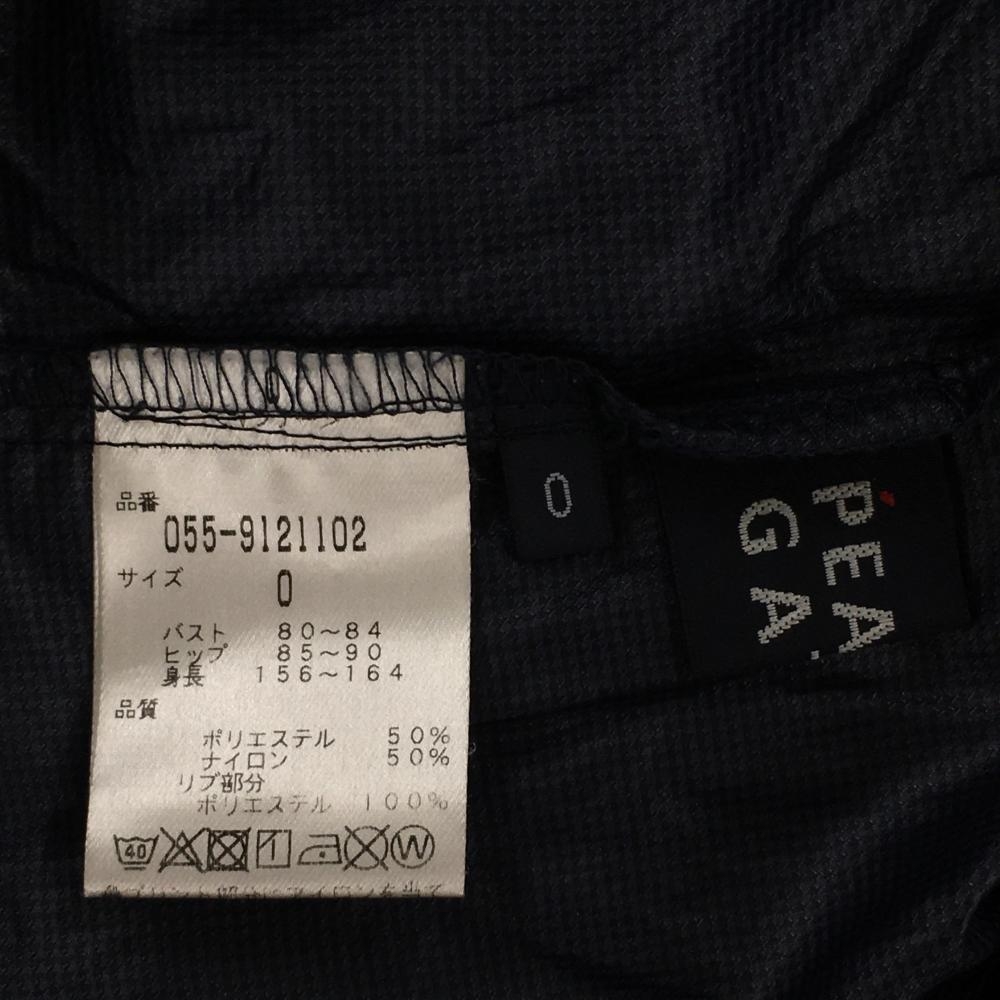 品番
055-9121102
サイズ 0
バスト 80〜84
ヒップ 85〜90
身長 156〜164
品質
ポリエステル 50%
ナイロン 50%
リブ部分
ポリエステル 100%
40 W
0
PEA
GA